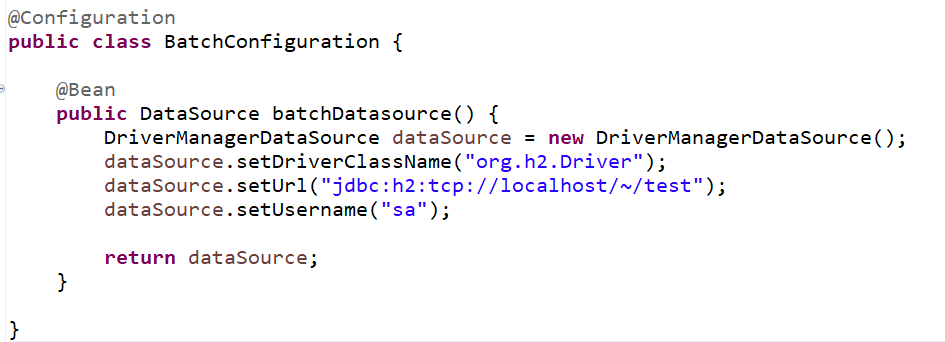 @Configuration
public class BatchConfiguration {
@Bean
public DataSource batchDatasource() {
DriverManagerDataSource dataSource = new DriverManagerDataSource();
dataSource.setDriverClassName("org.h2.Driver");
dataSource.setUrl("jdbc:h2:tcp://localhost/~/test");
dataSource.setUsername("sa");
return dataSource;
}
}